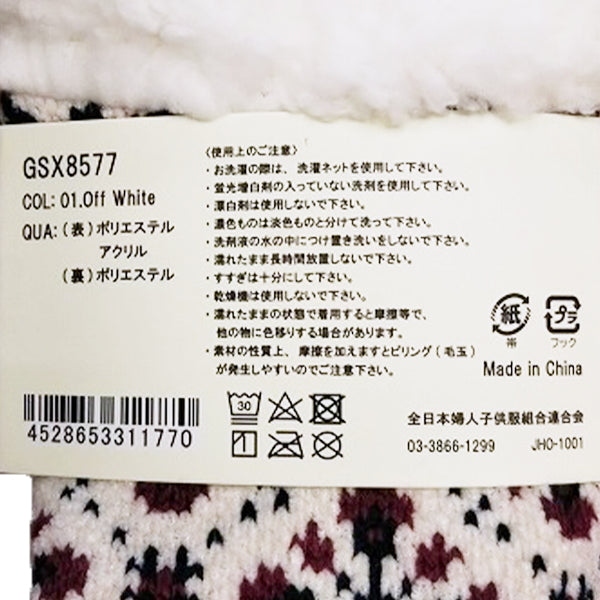 GSX8577
COL: 01.Off White
QUA: (表)ポリエステル
アクリル
(裏)ポリエステル
〈使用上のご注意〉
・お洗濯の際は、洗濯ネットを使用して下さい。
・蛍光増白剤の入っていない洗剤を使用して下さい。
・漂白剤は使用しないで下さい。
・濃色ものは淡色ものと分けて洗って下さい。
・洗剤液の水の中につけ置き洗いをしないで下さい。
・濡れたまま長時間放置しないで下さい。
・すすぎは十分にして下さい。
・乾燥機は使用しないで下さい。
・濡れたままの状態で着用すると摩擦等で、
他の物に色移りする場合があります。
・素材の性質上、摩擦を加えますとピリング(毛玉)
が発生しやすいのでご注意下さい。
紙
帯
プラ
フック
Made in China
4528653311770
30
全日本婦人子供服組合連合会
03-3866-1299 JHO-1001